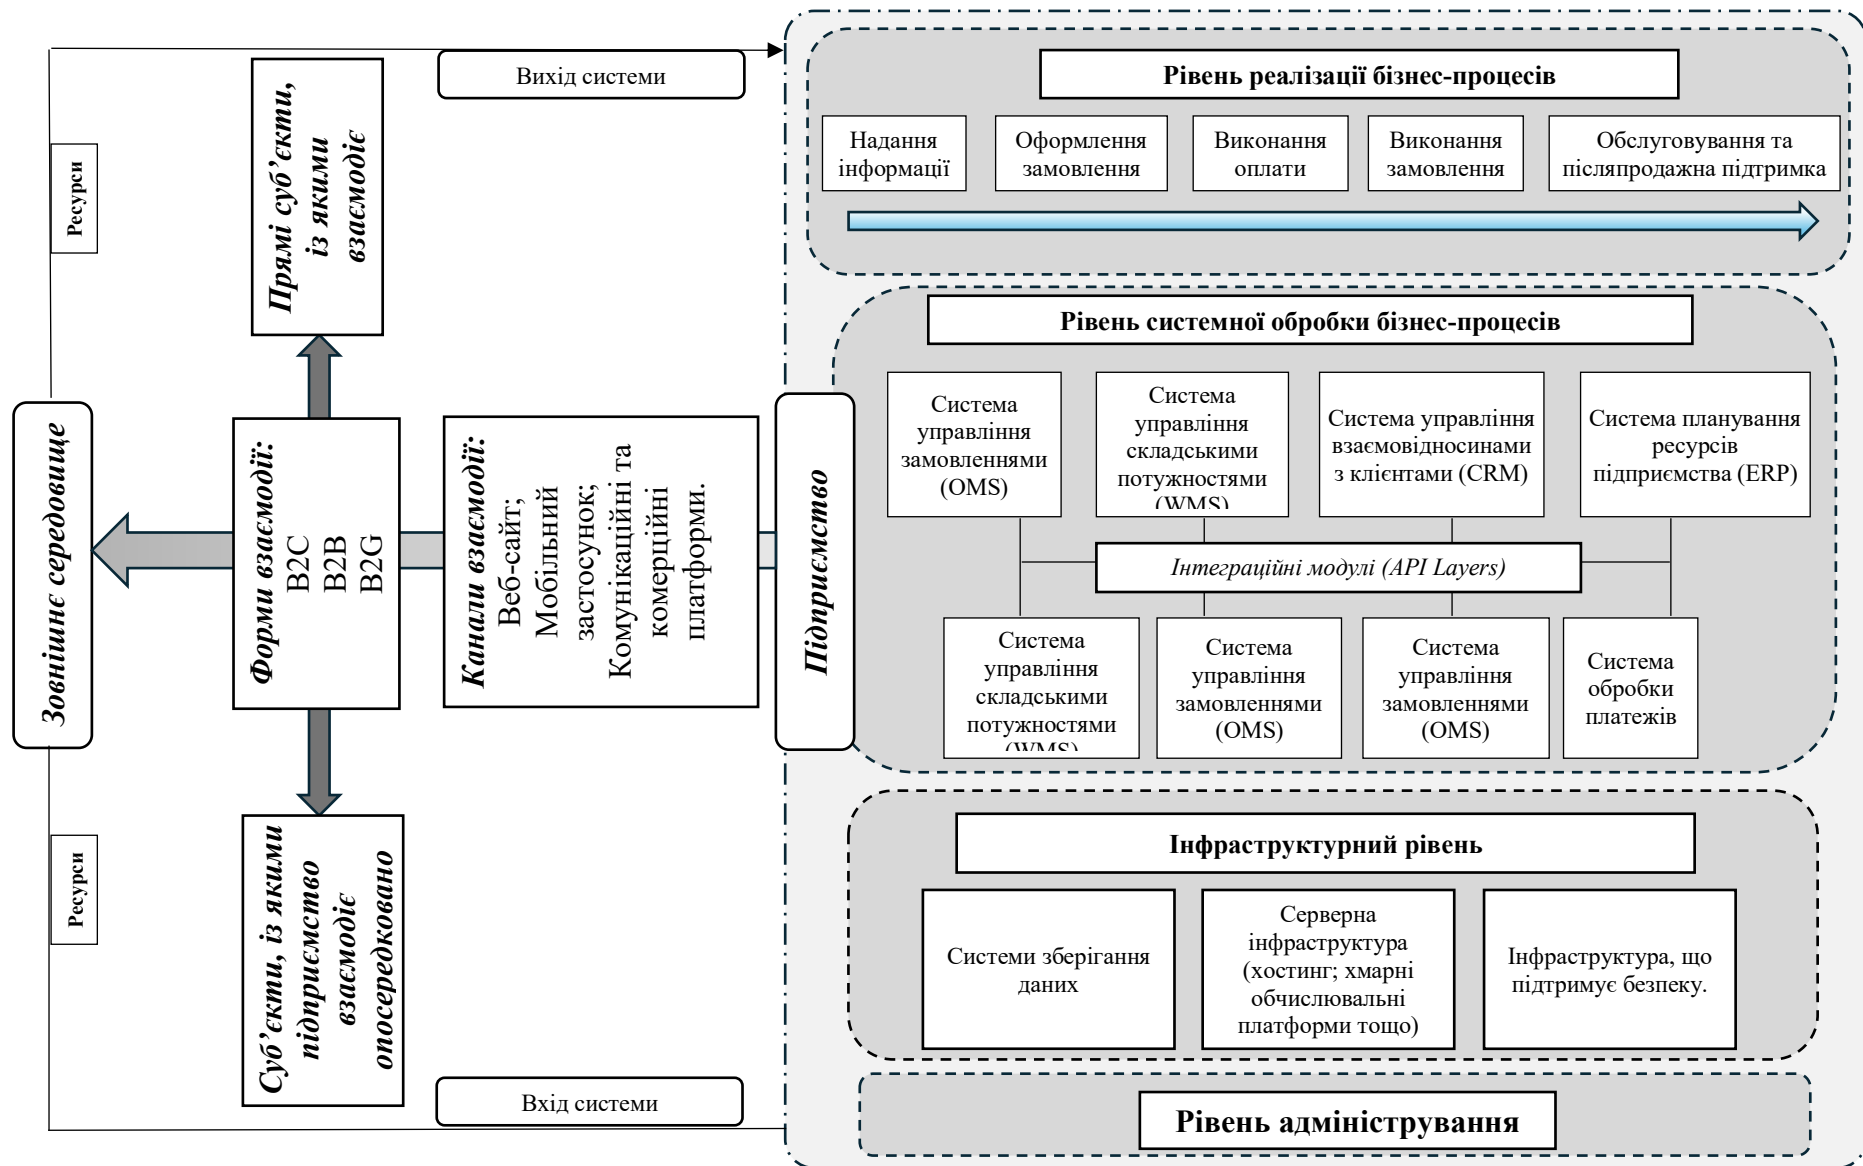 Зовнішнє середовище
Ресурси
Ресурси
Прямі суб’єкти,
із якими
взаємодіє
Форми взаємодії:
B2C
B2B
B2G
Суб’єкти, із якими
підприємство
взаємодіє
опосередковано
Вихід системи
Канали взаємодії:
Веб-сайт;
Мобільний
застосунок;
Комунікаційні та
комерційні
платформи.
Вхід системи
Підприємство
Рівень реалізації бізнес-процесів
Надання
інформації
Оформлення
замовлення
Виконання
оплати
Виконання
замовлення
Обслуговування та
післяпродажна підтримка
Рівень системної обробки бізнес-процесів
Система
управління
замовленнями
(OMS)
Система
управління
складськими
потужностями
(WMS)
Система управління
взаємовідносинами
з клієнтами (CRM)
Система планування
ресурсів
підприємства (ERP)
Інтеграційні модулі (API Layers)
Система
управління
складськими
потужностями
(WMS)
Система
управління
замовленнями
(OMS)
Система
управління
замовленнями
(OMS)
Система
обробки
платежів
Інфраструктурний рівень
Системи зберігання
даних
Серверна
інфраструктура
(хостинг; хмарні
обчислювальні
платформи тощо)
Інфраструктура, що
підтримує безпеку.
Рівень адміністрування